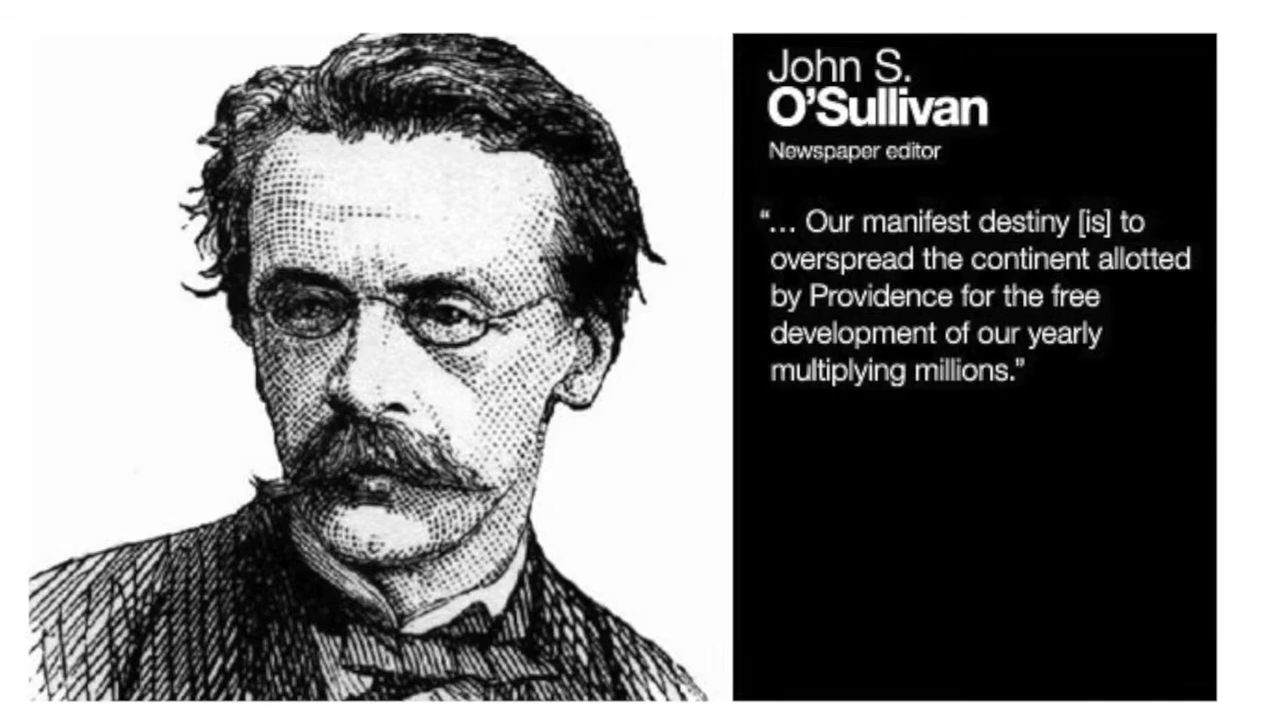 John S.
O’Sullivan
Newspaper editor
“… Our manifest destiny [is] to
overspread the continent allotted
by Providence for the free
development of our yearly
multiplying millions.”